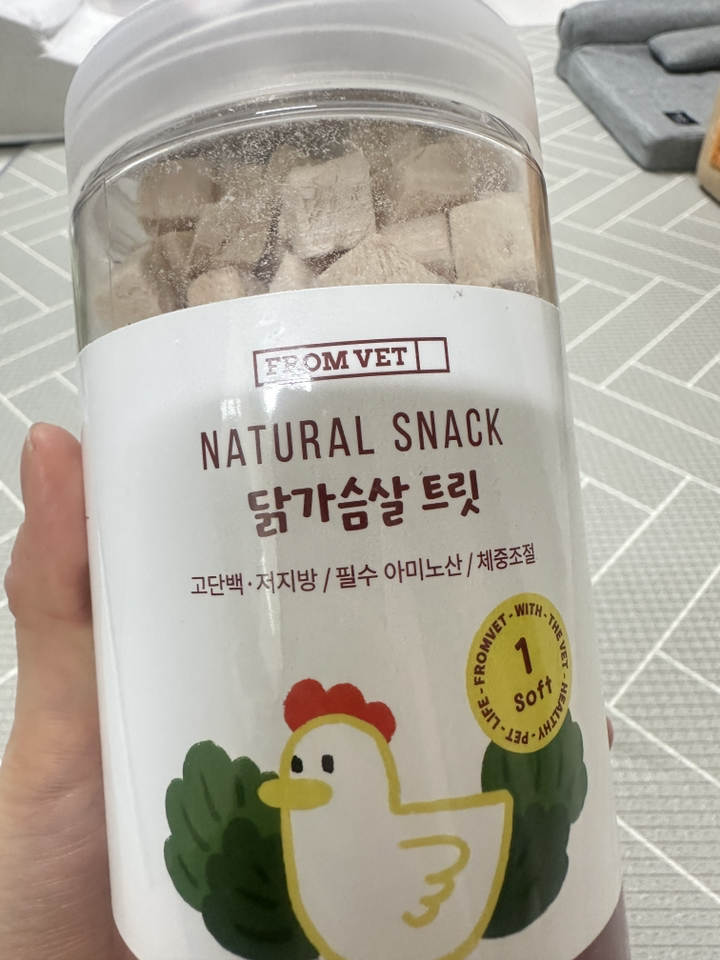 FROM VET
NATURAL SNACK
닭가슴살 트릿
고단백·저지방 / 필수 아미노산 / 체중조절
FROMVET - WITH - THE VET - HEALTHY - PET - LIFE -
1
Soft